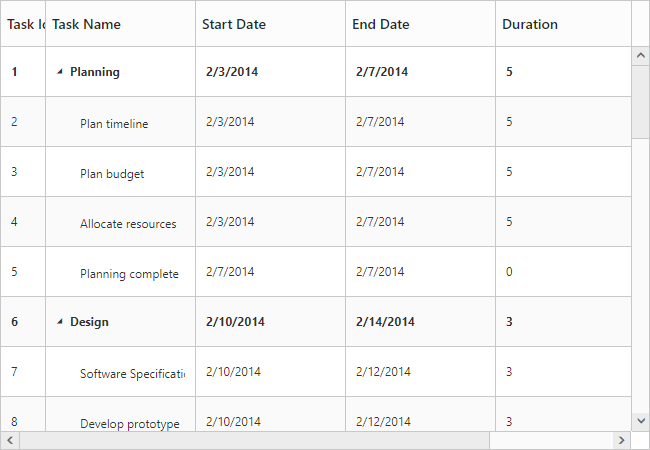 Task Id Task Name Start Date End Date Duration
1 Planning 2/3/2014 2/7/2014 5
2 Plan timeline 2/3/2014 2/7/2014 5
3 Plan budget 2/3/2014 2/7/2014 5
4 Allocate resources 2/3/2014 2/7/2014 5
5 Planning complete 2/7/2014 2/7/2014 0
6 Design 2/10/2014 2/14/2014 3
7 Software Specificati 2/10/2014 2/12/2014 3
8 Develop prototype 2/10/2014 2/12/2014 3